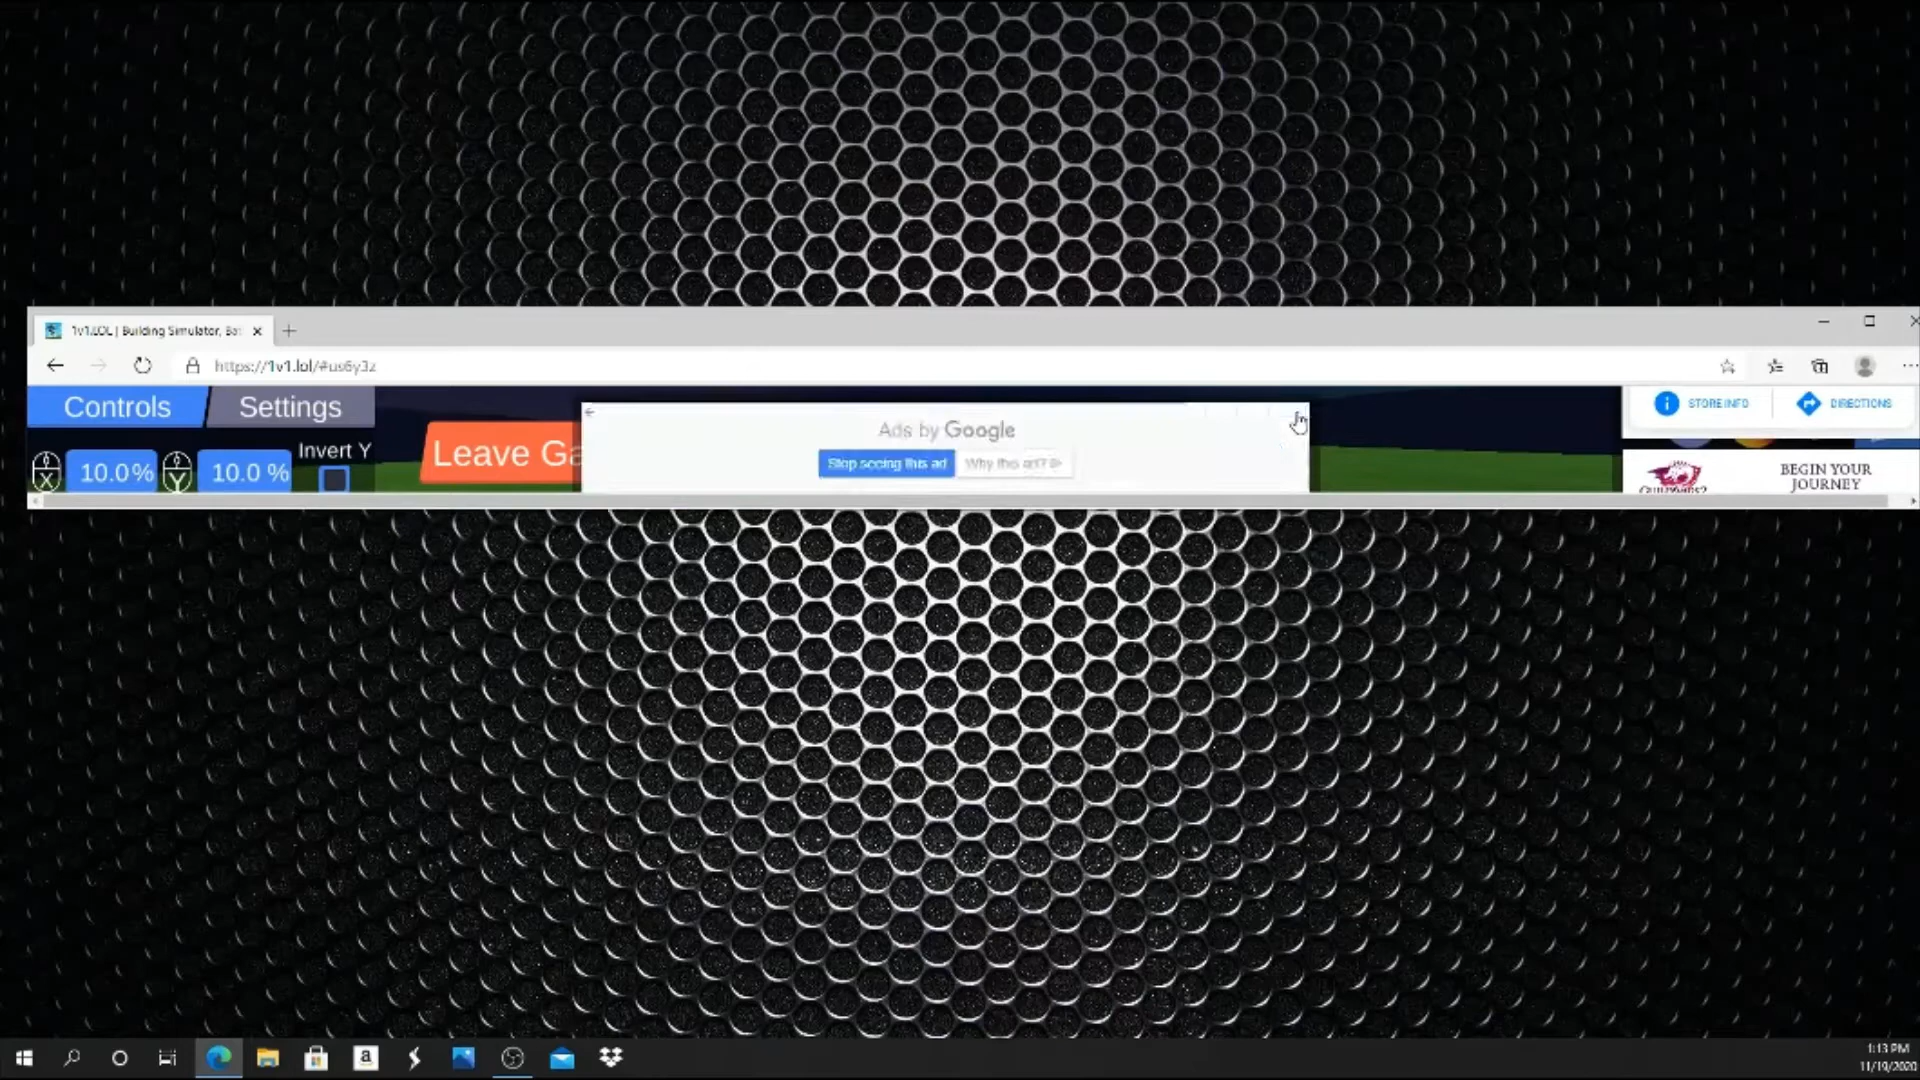 1v1.LOL | Building Simulator, Bat
https://1v1.lol/#us6y3z
Controls
Settings
Invert Y
X
10.0%
Y
10.0 %
Leave Ga
Ads by Google
Stop seeing this ad
Why this ad?
STORE INFO
DIRECTIONS
BEGIN YOUR
JOURNEY
a
1:13 PM
11/19/2020